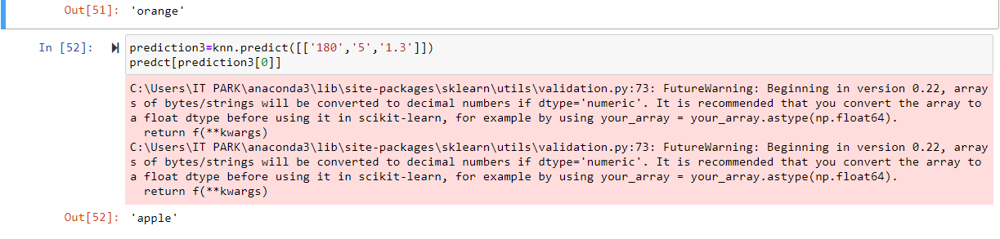 Out[51]: 'orange'
In [52]: prediction3=knn.predict([['180','5','1.3']])
predct[prediction3[0]]
C:\Users\IT PARK\anaconda3\lib\site-packages\sklearn\utils\validation.py:73: FutureWarning: Beginning in version 0.22, array
s of bytes/strings will be converted to decimal numbers if dtype='numeric'. It is recommended that you convert the array to
a float dtype before using it in scikit-learn, for example by using your_array = your_array.astype(np.float64).
return f(**kwargs)
C:\Users\IT PARK\anaconda3\lib\site-packages\sklearn\utils\validation.py:73: FutureWarning: Beginning in version 0.22, array
s of bytes/strings will be converted to decimal numbers if dtype='numeric'. It is recommended that you convert the array to
a float dtype before using it in scikit-learn, for example by using your_array = your_array.astype(np.float64).
return f(**kwargs)
Out[52]: 'apple'